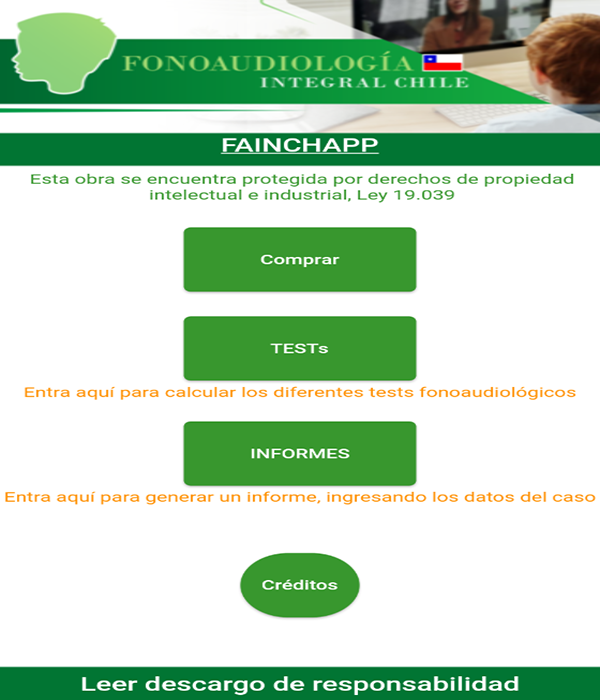 FONOAUDIOLOGÍA
INTEGRAL CHILE
FAINCHAPP
Esta obra se encuentra protegida por derechos de propiedad
intelectual e industrial, Ley 19.039
Comprar
TESTs
Entra aquí para calcular los diferentes tests fonoaudiológicos
INFORMES
Entra aquí para generar un informe, ingresando los datos del caso
Créditos
Leer descargo de responsabilidad